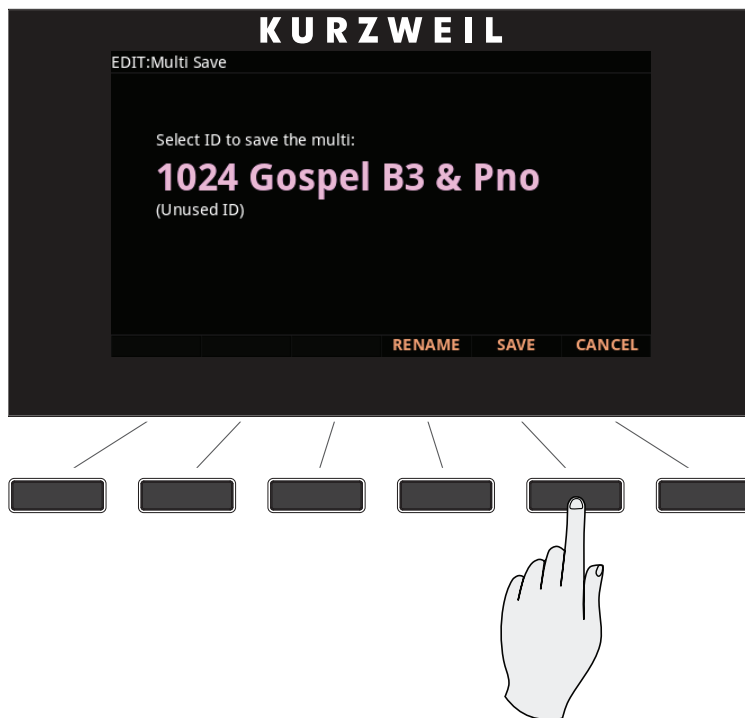 KURZWEIL
EDIT:Multi Save
Select ID to save the multi:
1024 Gospel B3 & Pno
(Unused ID)
RENAME SAVE CANCEL